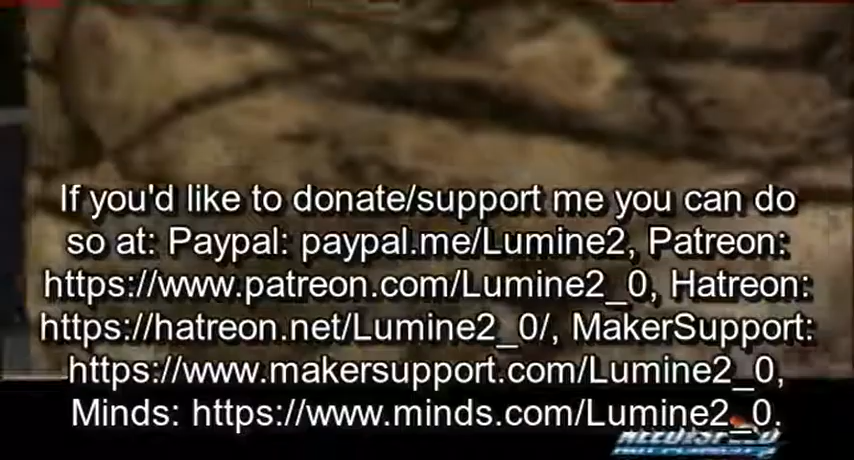 If you'd like to donate/support me you can do
so at: Paypal: paypal.me/Lumine2, Patreon:
https://www.patreon.com/Lumine2_0, Hatreon:
https://hatreon.net/Lumine2_0/, MakerSupport:
https://www.makersupport.com/Lumine2_0,
Minds: https://www.minds.com/Lumine2_0.